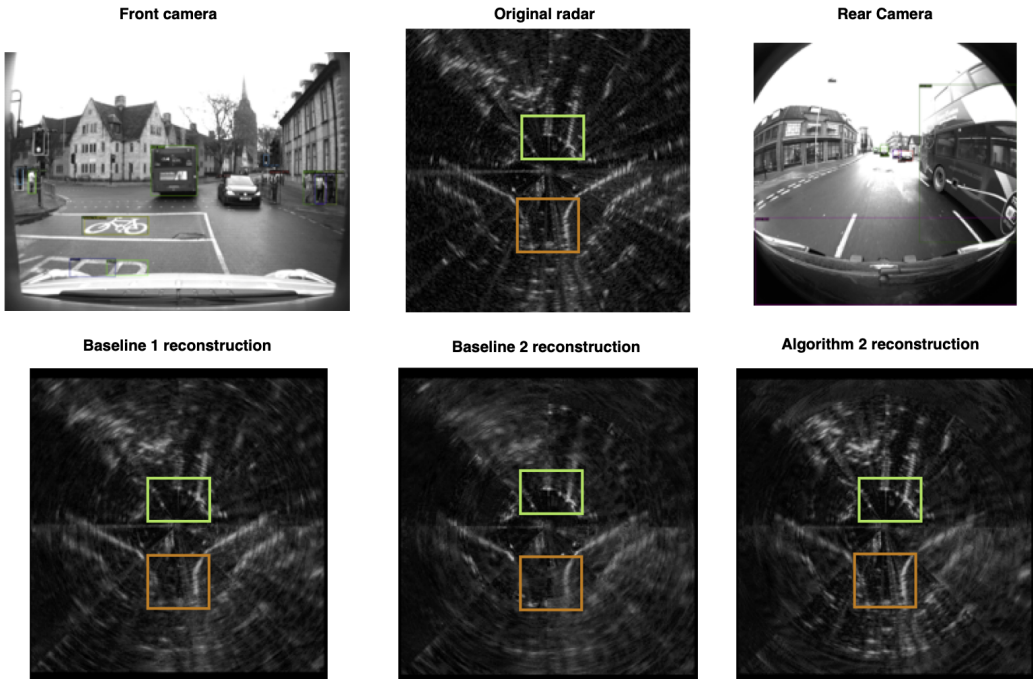 Front camera
Original radar
Rear Camera
Baseline 1 reconstruction
Baseline 2 reconstruction
Algorithm 2 reconstruction